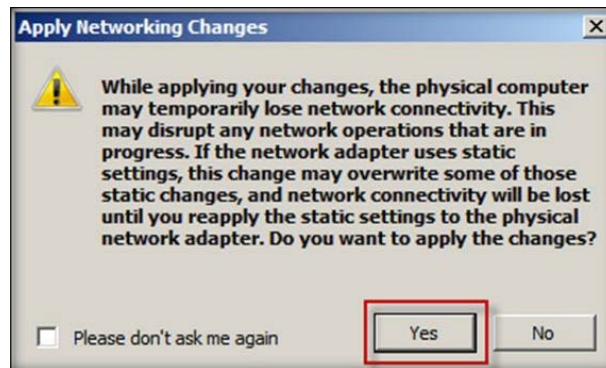 Apply Networking Changes
While applying your changes, the physical computer
may temporarily lose network connectivity. This
may disrupt any network operations that are in
progress. If the network adapter uses static
settings, this change may overwrite some of those
static changes, and network connectivity will be lost
until you reapply the static settings to the physical
network adapter. Do you want to apply the changes?
Please don't ask me again
Yes
No